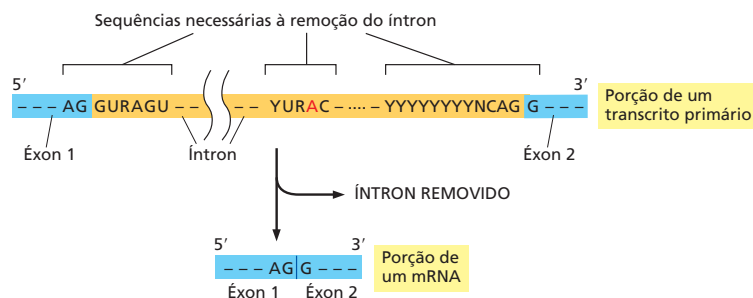 Sequências necessárias à remoção do íntron
5′ 3′
– – – AG GURAGU – – – YURAC – ····· – YYYYYYYYNCAG G – – –
Porção de um
transcrito primário
Éxon 1 Íntron Éxon 2
ÍNTRON REMOVIDO
5′ 3′
– – – AG G – – –
Porção de
um mRNA
Éxon 1 Éxon 2